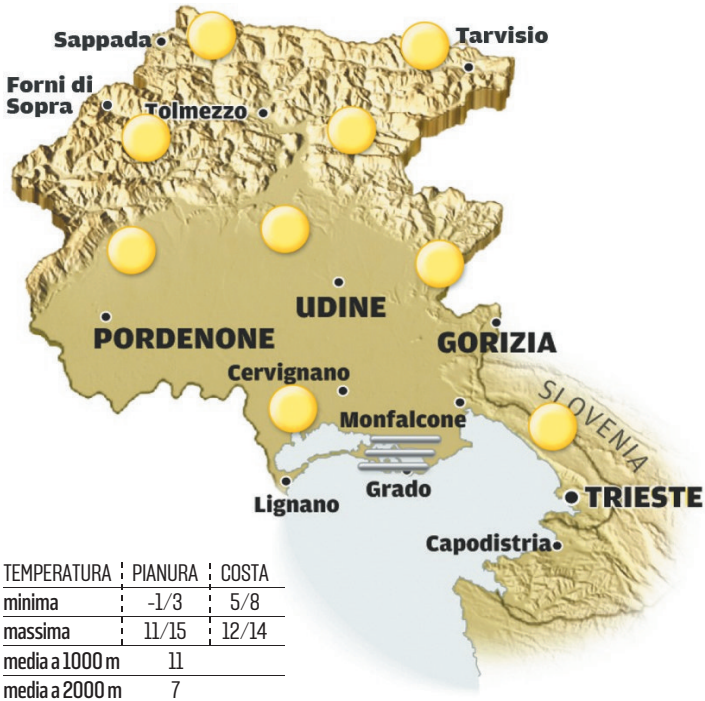 Sappada
Tarvisio
Forni di
Sopra
Tolmezzo
UDINE
PORDENONE
GORIZIA
Cervignano
SLOVENIA
Monfalcone
Grado
Lignano
TRIESTE
Capodistria
TEMPERATURA PIANURA COSTA
minima -1/3 5/8
massima 11/15 12/14
media a 1000 m 11
media a 2000 m 7